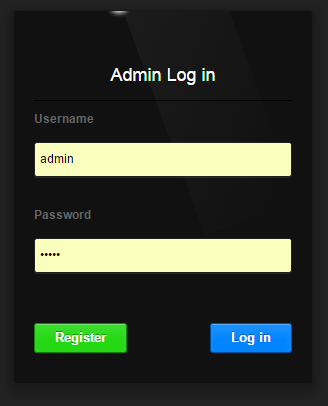 Admin Log in
Username
admin
Password
•••••
Register
Log in